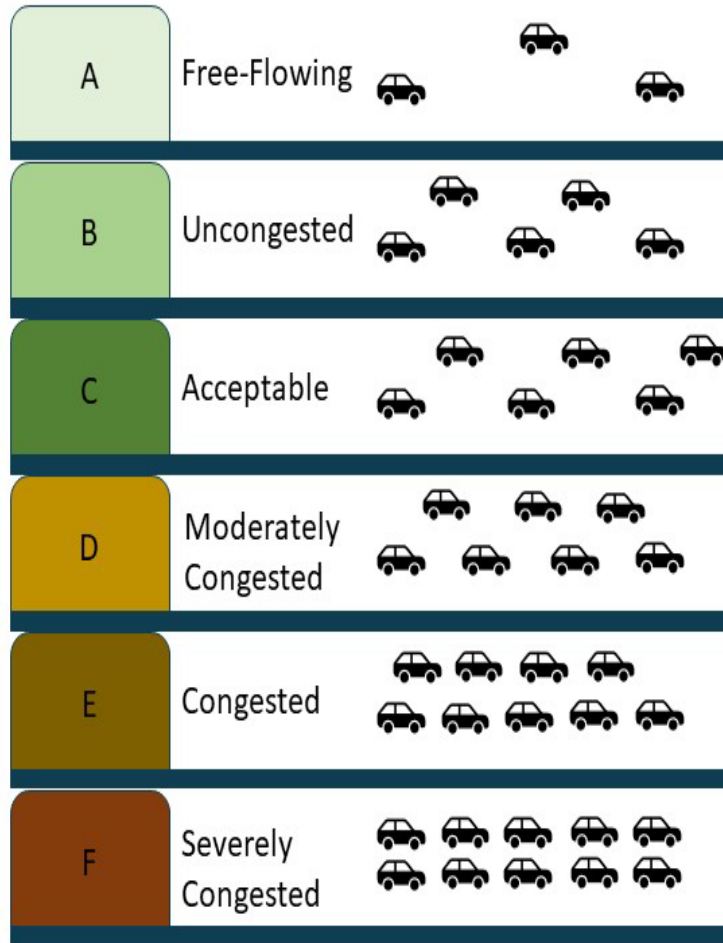 A
Free-Flowing
B
Uncongested
C
Acceptable
D
Moderately
Congested
E
Congested
F
Severely
Congested